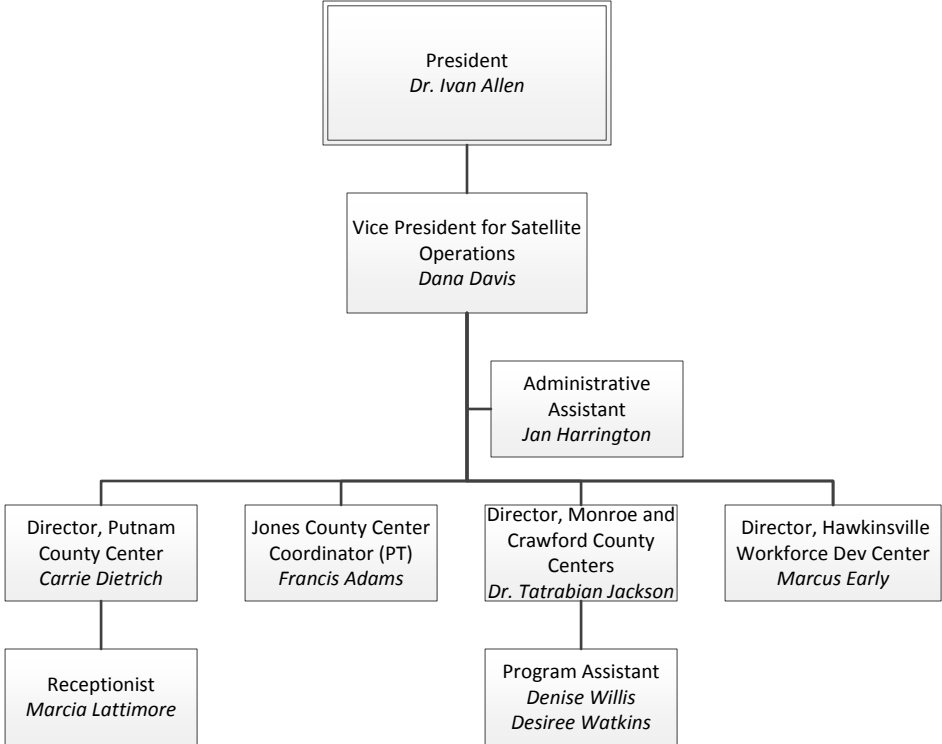 President
Dr. Ivan Allen
Vice President for Satellite
Operations
Dana Davis
Administrative
Assistant
Jan Harrington
Director, Putnam
County Center
Carrie Dietrich
Jones County Center
Coordinator (PT)
Francis Adams
Director, Monroe and
Crawford County
Centers
Dr. Tatrabian Jackson
Director, Hawkinsville
Workforce Dev Center
Marcus Early
Receptionist
Marcia Lattimore
Program Assistant
Denise Willis
Desiree Watkins